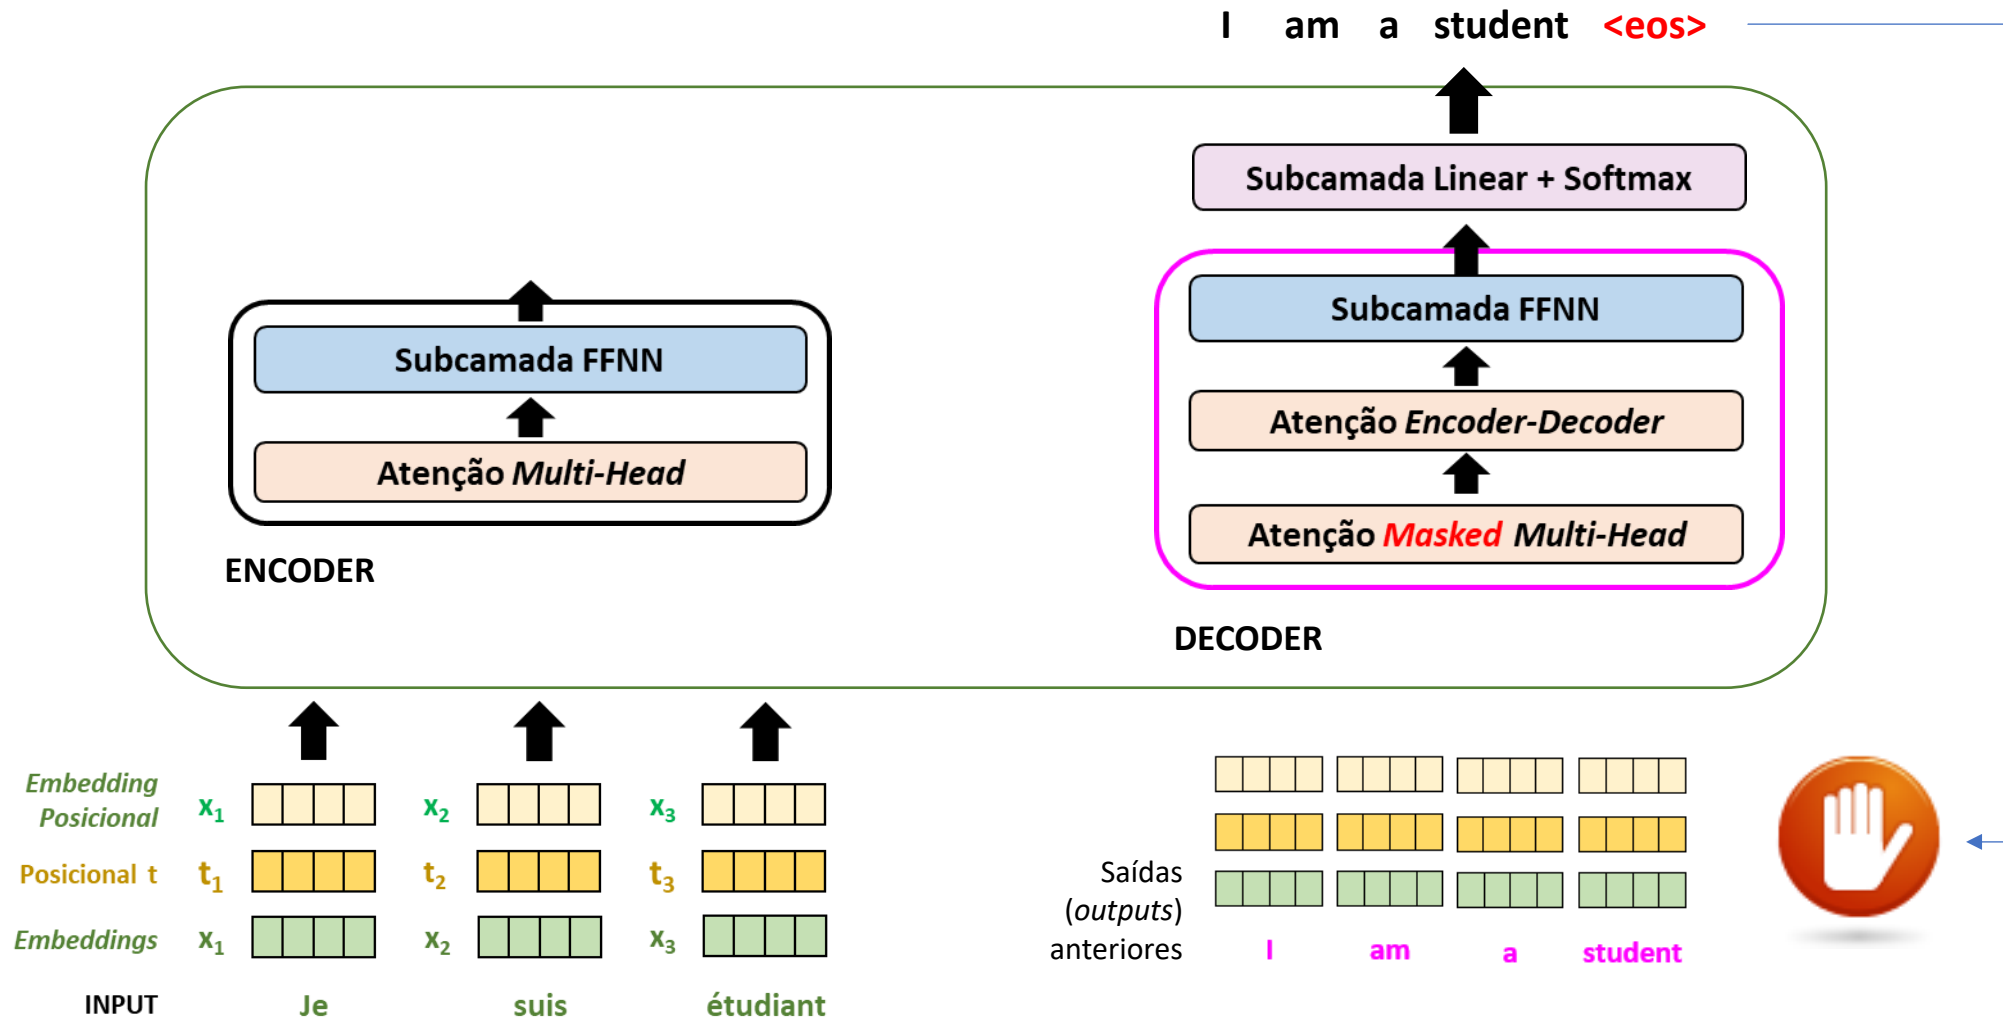 I am a student <eos>
Subcamada Linear + Softmax
Subcamada FFNN
Atenção Encoder-Decoder
Atenção Masked Multi-Head
DECODER
Subcamada FFNN
Atenção Multi-Head
ENCODER
Embedding
Posicional
x1 x2 x3
Posicional t t1 t2 t3
Embeddings x1 x2 x3
INPUT Je suis étudiant
Saídas
(outputs)
anteriores
I am a student